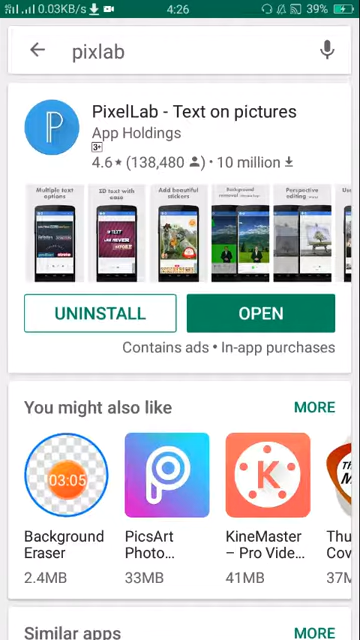 0.03KB/s 4:26 39%
pixlab
PixelLab - Text on pictures
App Holdings
3+
4.6★ (138,480) • 10 million
Multiple text options
3D text with ease
Add beautiful stickers
Background removal
Perspective editing
UNINSTALL OPEN
Contains ads • In-app purchases
You might also like MORE
03:05
Background Eraser
2.4MB
PicsArt Photo…
33MB
K
KineMaster – Pro Vide…
41MB
Thu
Cov
37M
Similar apps MORE